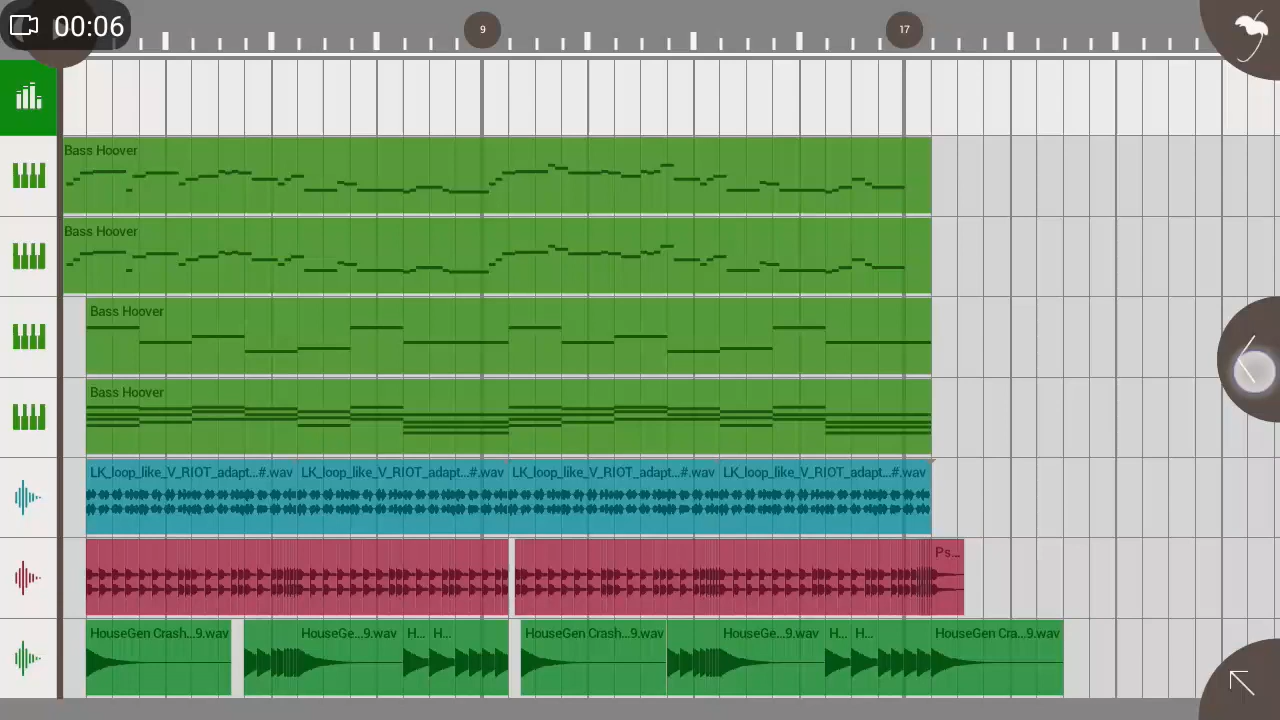 00:06
9 17
Bass Hoover
Bass Hoover
Bass Hoover
Bass Hoover
LK_loop_like_V_RIOT_adapt...#.wav LK_loop_like_V_RIOT_adapt...#.wav LK_loop_like_V_RIOT_adapt...#.wav LK_loop_like_V_RIOT_adapt...#.wav
Ps...
HouseGen Crash...9.wav HouseGe...9.wav H... H... HouseGen Crash...9.wav HouseGe...9.wav H... H... HouseGen Cra...9.wav